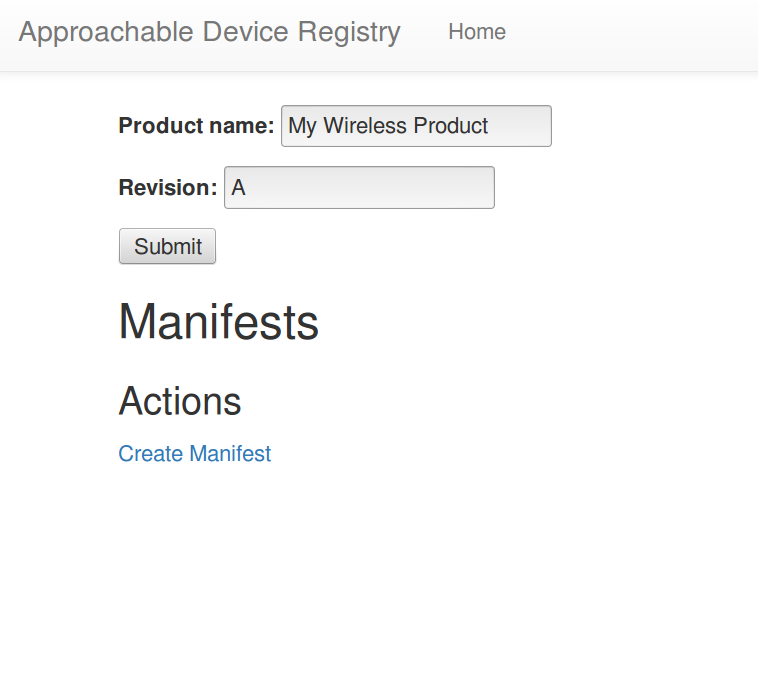 Approachable Device Registry Home
Product name: My Wireless Product
Revision: A
Submit
Manifests
Actions
Create Manifest